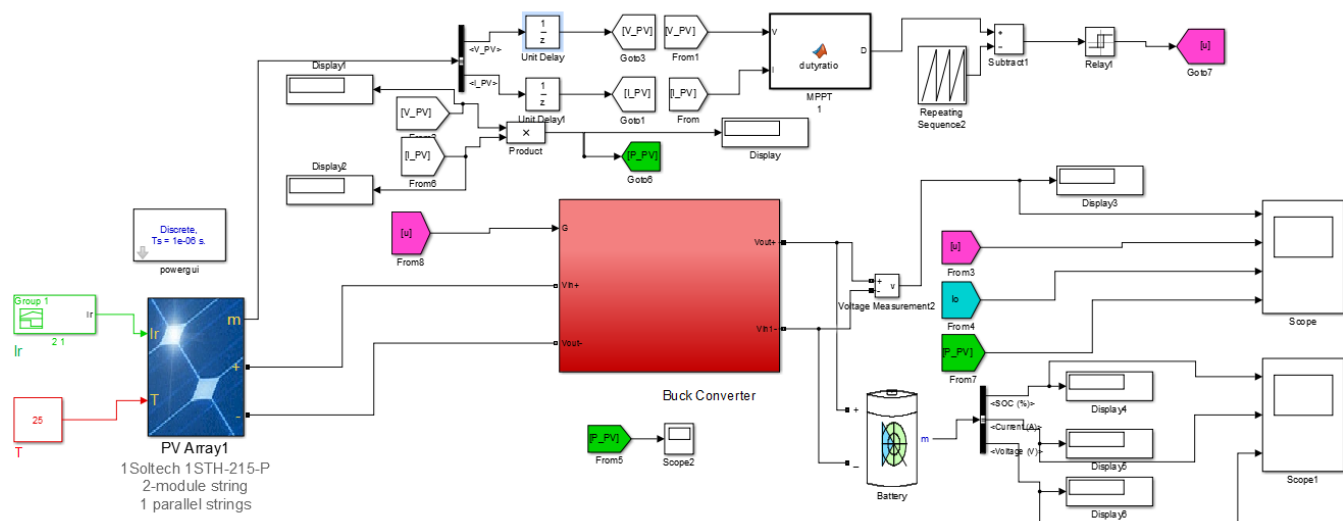 <V_PV>
1
z
Unit Delay
[V_PV]
Goto3
[V_PV]
From1
V
I
D
dutyratio
MPPT
1
+
−
Subtract1
Relay1
[u]
Goto7
Repeating
Sequence2
Display1
<I_PV>
1
z
Unit Delay1
[I_PV]
Goto1
[I_PV]
From
[V_PV]
×
Product
Display
[I_PV]
From6
[P_PV]
Goto6
Display2
Display3
Discrete,
Ts = 1e-06 s.
powergui
[u]
From8
G
Vin+
Vout-
Vout+
Vin1-
Buck Converter
+
-
v
Voltage Measurement2
[u]
From3
Io
From4
[P_PV]
From7
Scope
Group 1
Ir
2 1
Ir
25
T
Ir
T
m
+
-
PV Array1
1Soltech 1STH-215-P
2-module string
1 parallel strings
[P_PV]
From5
Scope2
+
−
m
Battery
<SOC (%)>
<Current (A)>
<Voltage (V)>
Display4
Display5
Display6
Scope1